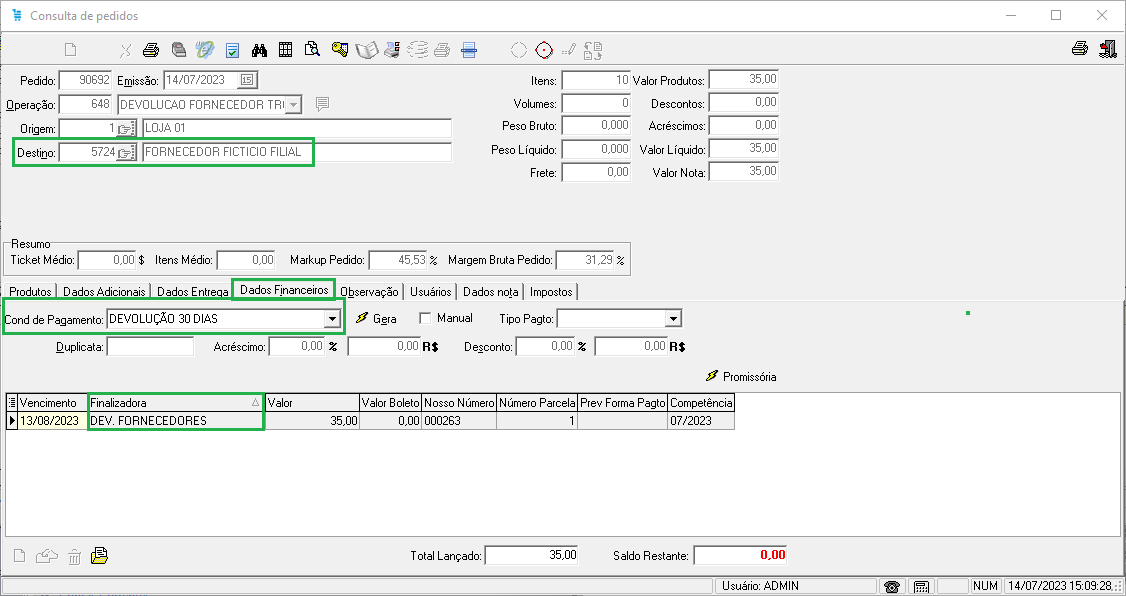 Consulta de pedidos
Pedido: 90692 Emissão: 14/07/2023 15
Operação: 648 DEVOLUCAO FORNECEDOR TR
Origem: 1 LOJA 01
Destino: 5724 FORNECEDOR FICTICIO FILIAL
Itens: 10 Valor Produtos: 35,00
Volumes: 0 Descontos: 0,00
Peso Bruto: 0,000 Acréscimos: 0,00
Peso Líquido: 0,000 Valor Líquido: 35,00
Frete: 0,00 Valor Nota: 35,00
Resumo
Ticket Médio: 0,00 $ Itens Médio: 0,00 Markup Pedido: 45,53 % Margem Bruta Pedido: 31,29 %
Produtos Dados Adicionais Dados Entrega Dados Financeiros Observação Usuários Dados nota Impostos
Cond de Pagamento: DEVOLUÇÃO 30 DIAS Gera Manual Tipo Pagto:
Duplicata: Acréscimo: 0,00 % 0,00 R$ Desconto: 0,00 % 0,00 R$
Promissória
Vencimento Finalizadora Valor Valor Boleto Nosso Número Número Parcela Prev Forma Pagto Competência
13/08/2023 DEV. FORNECEDORES 35,00 0,00 000263 1 07/2023
Total Lançado: 35,00 Saldo Restante: 0,00
Usuário: ADMIN NUM 14/07/2023 15:09:28